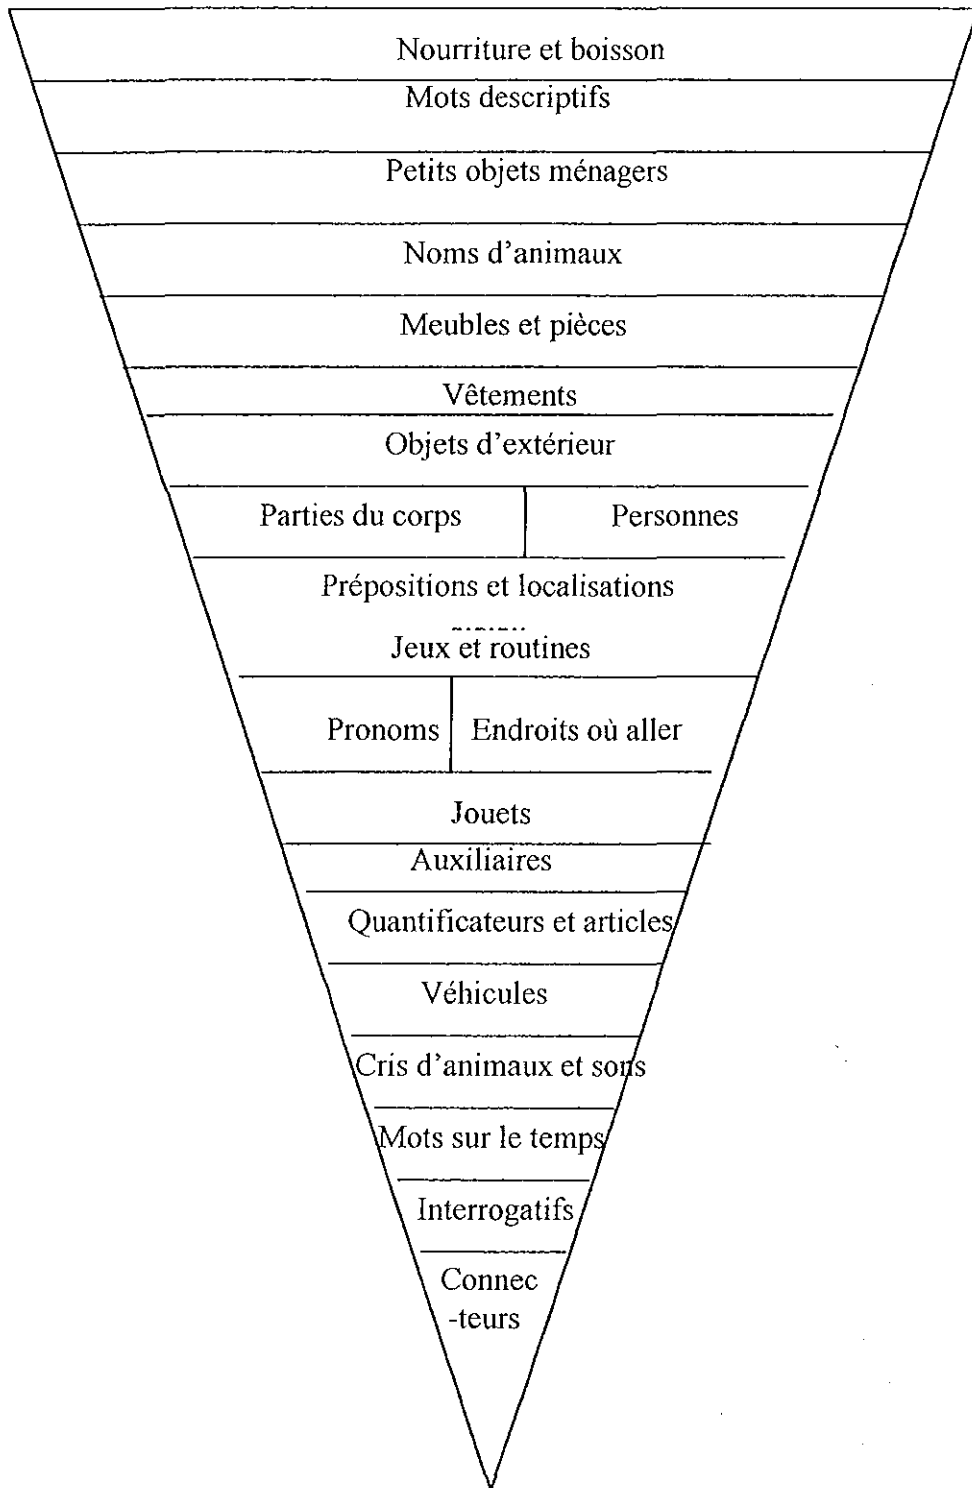 Nourriture et boisson
Mots descriptifs
Petits objets ménagers
Noms d'animaux
Meubles et pièces
Vêtements
Objets d'extérieur
Parties du corps
Personnes
Prépositions et localisations
Jeux et routines
Pronoms
Endroits où aller
Jouets
Auxiliaires
Quantificateurs et articles
Véhicules
Cris d'animaux et sons
Mots sur le temps
Interrogatifs
Connec
-teurs